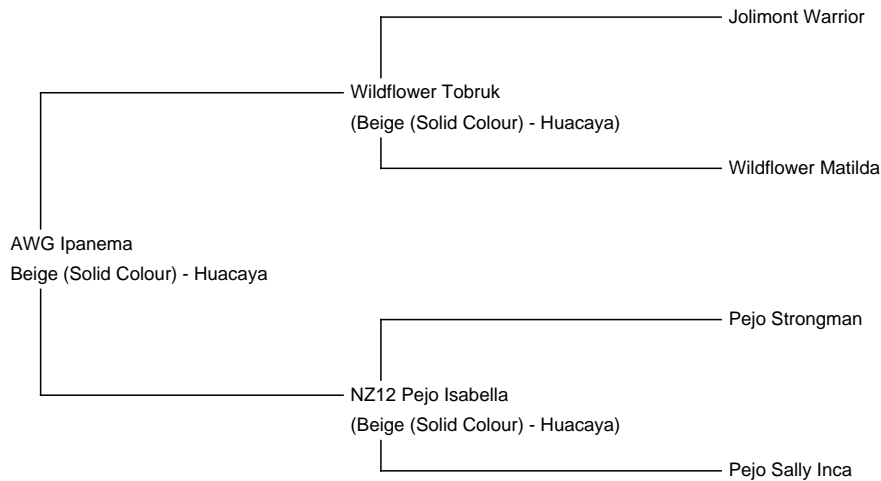 Jolimont Warrior
Wildflower Tobruk
(Beige (Solid Colour) - Huacaya)
Wildflower Matilda
AWG Ipanema
Beige (Solid Colour) - Huacaya
Pejo Strongman
NZ12 Pejo Isabella
(Beige (Solid Colour) - Huacaya)
Pejo Sally Inca